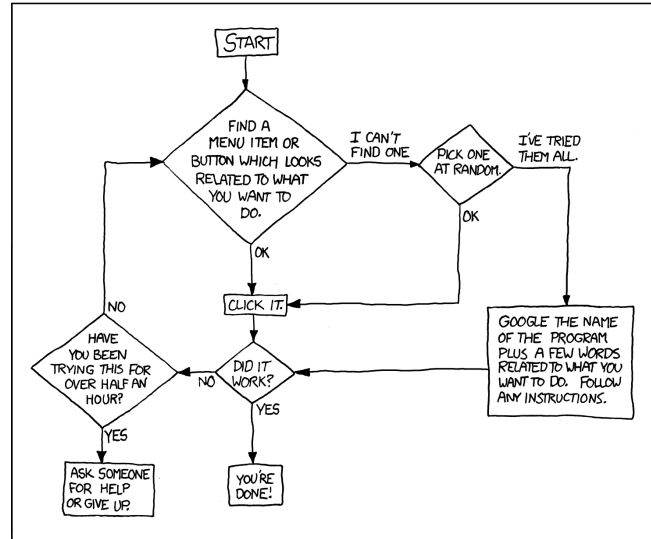 START
FIND A
MENU ITEM OR
BUTTON WHICH LOOKS
RELATED TO WHAT
YOU WANT TO
DO.
I CAN'T
FIND ONE
PICK ONE
AT RANDOM.
I'VE TRIED
THEM ALL.
OK
OK
CLICK IT.
NO
HAVE
YOU BEEN
TRYING THIS FOR
OVER HALF AN
HOUR?
NO
DID IT
WORK?
GOOGLE THE NAME
OF THE PROGRAM
PLUS A FEW WORDS
RELATED TO WHAT YOU
WANT TO DO. FOLLOW
ANY INSTRUCTIONS.
YES
YES
ASK SOMEONE
FOR HELP
OR GIVE UP.
YOU'RE
DONE!